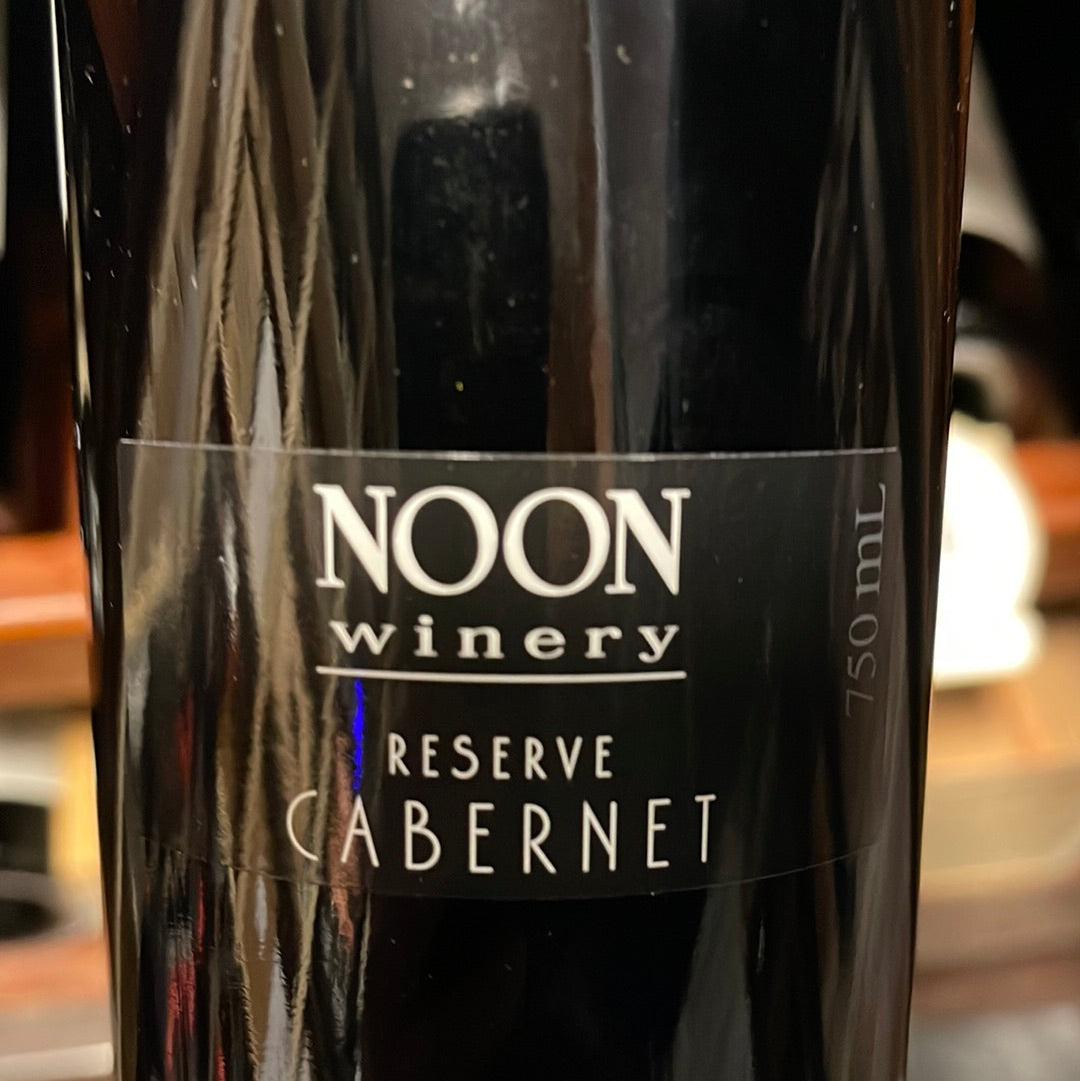 NOON
winery
RESERVE
CABERNET
750 mL